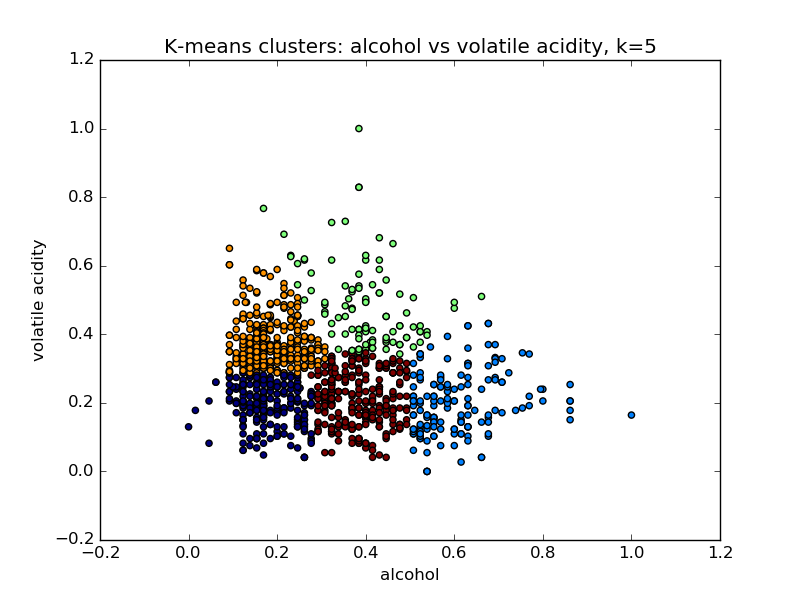 K-means clusters: alcohol vs volatile acidity, k=5
1.2
1.0
0.8
0.6
0.4
0.2
0.0
−0.2
volatile acidity
−0.2 0.0 0.2 0.4 0.6 0.8 1.0 1.2
alcohol